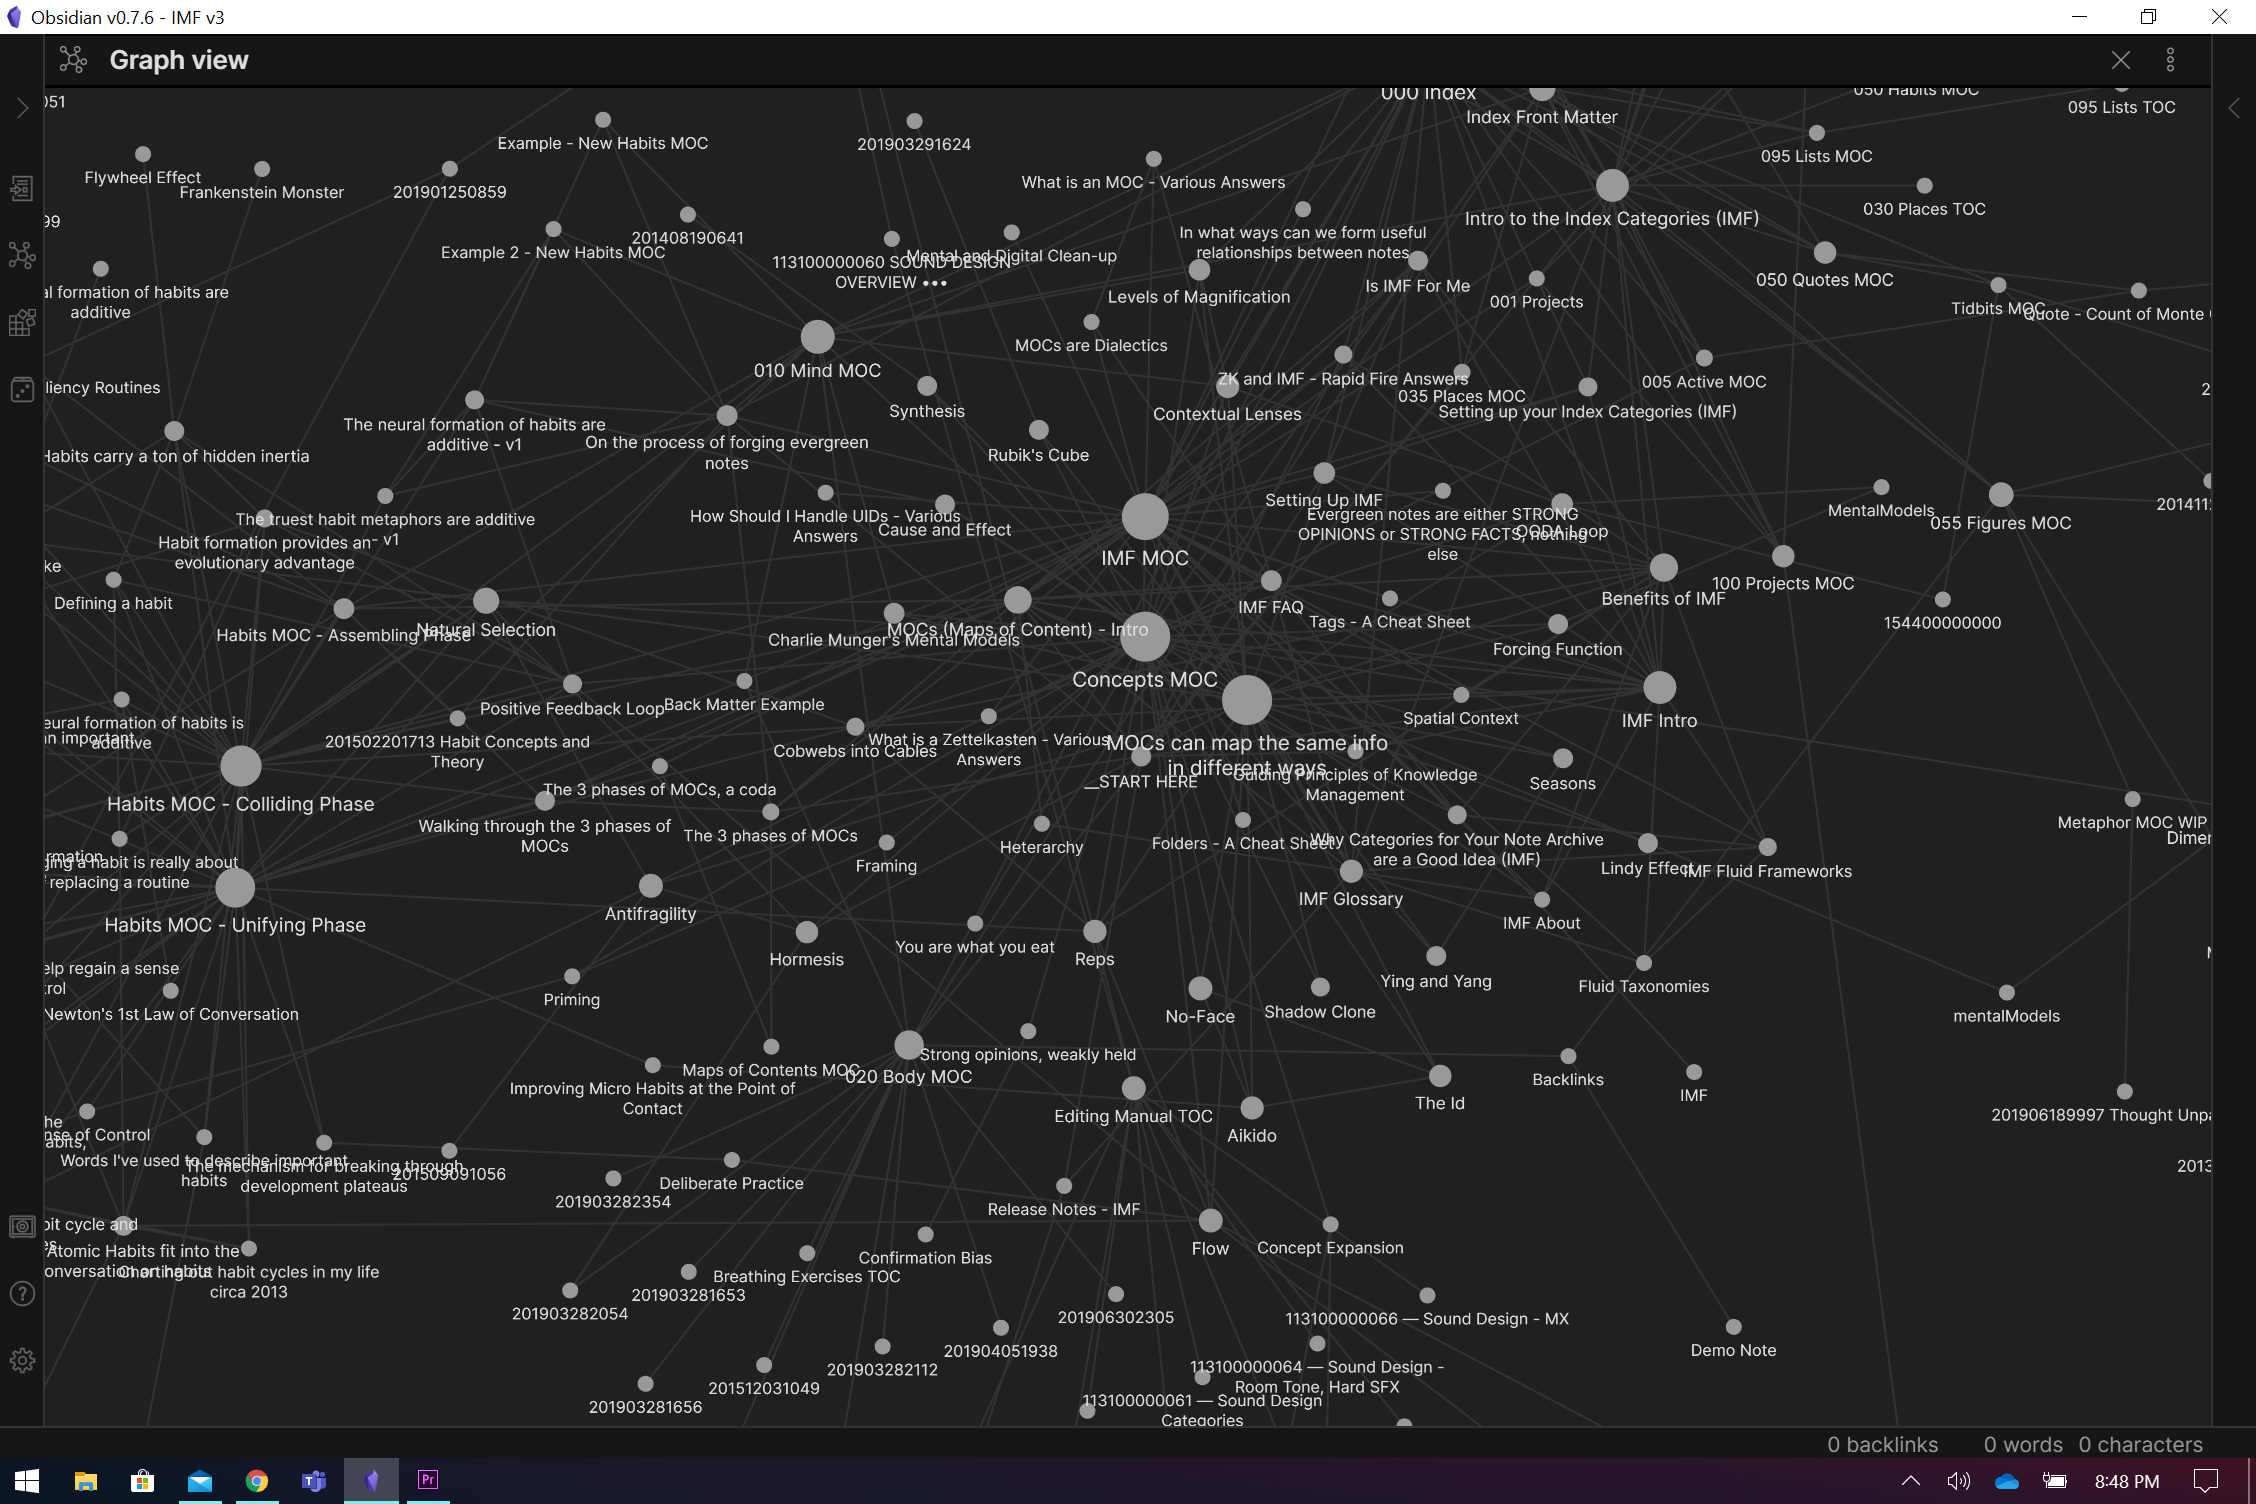 Obsidian v0.7.6 - IMF v3
Graph view
051
000 Index
Index Front Matter
050 Habits MOC
095 Lists TOC
Example - New Habits MOC
201903291624
095 Lists MOC
Flywheel Effect
Frankenstein Monster
201901250859
What is an MOC - Various Answers
030 Places TOC
99
Intro to the Index Categories (IMF)
201408190641
Example 2 - New Habits MOC
In what ways can we form useful
relationships between notes
Mental and Digital Clean-up
113100000060 SOUND DESIGN
OVERVIEW •••
050 Quotes MOC
al formation of habits are
additive
Levels of Magnification
Is IMF For Me
001 Projects
Tidbits MOC
Quote - Count of Monte
MOCs are Dialectics
010 Mind MOC
ZK and IMF - Rapid Fire Answers
005 Active MOC
liency Routines
035 Places MOC
2
Synthesis
Contextual Lenses
Setting up your Index Categories (IMF)
The neural formation of habits are
additive - v1
On the process of forging evergreen
notes
Habits carry a ton of hidden inertia
Rubik's Cube
Setting Up IMF
MentalModels
201411
How Should I Handle UIDs - Various
Answers
Cause and Effect
Evergreen notes are either STRONG
OPINIONS or STRONG FACTS, nothing
else
OODA Loop
055 Figures MOC
The truest habit metaphors are additive
- v1
Habit formation provides an
evolutionary advantage
IMF MOC
ke
100 Projects MOC
Defining a habit
IMF FAQ
Benefits of IMF
Tags - A Cheat Sheet
154400000000
Habits MOC - Assembling Phase
Natural Selection
MOCs (Maps of Content) - Intro
Charlie Munger's Mental Models
Forcing Function
Concepts MOC
Positive Feedback Loop
Back Matter Example
Spatial Context
IMF Intro
eural formation of habits is
additive
an important
201502201713 Habit Concepts and
Theory
Cobwebs into Cables
What is a Zettelkasten - Various
Answers
MOCs can map the same info
in different ways
__START HERE
Guiding Principles of Knowledge
Management
Seasons
The 3 phases of MOCs, a coda
Habits MOC - Colliding Phase
Walking through the 3 phases of
MOCs
The 3 phases of MOCs
Metaphor MOC WIP
Dimer
Heterarchy
Folders - A Cheat Sheet
Why Categories for Your Note Archive
are a Good Idea (IMF)
rmation
ging a habit is really about
replacing a routine
Framing
Lindy Effect
IMF Fluid Frameworks
IMF Glossary
Antifragility
Habits MOC - Unifying Phase
IMF About
You are what you eat
Hormesis
Reps
elp regain a sense
trol
Ying and Yang
Fluid Taxonomies
Priming
Newton's 1st Law of Conversation
No-Face
Shadow Clone
mentalModels
Strong opinions, weakly held
Maps of Contents MOC
020 Body MOC
Backlinks
Improving Micro Habits at the Point of
Contact
IMF
The Id
Editing Manual TOC
201906189997 Thought Unpa
he
abits,
nse of Control
Aikido
Words I've used to describe important
habits
The mechanism for breaking through
development plateaus
201509091056
2013
Deliberate Practice
201903282354
Release Notes - IMF
bit cycle and
es
Atomic Habits fit into the
onversation on habits
Flow
Concept Expansion
Confirmation Bias
Charting out habit cycles in my life
circa 2013
Breathing Exercises TOC
201903281653
201903282054
201906302305
113100000066 — Sound Design - MX
201904051938
Demo Note
201903282112
113100000064 — Sound Design -
Room Tone, Hard SFX
201512031049
113100000061 — Sound Design
Categories
201903281656
0 backlinks 0 words 0 characters
Pr
8:48 PM